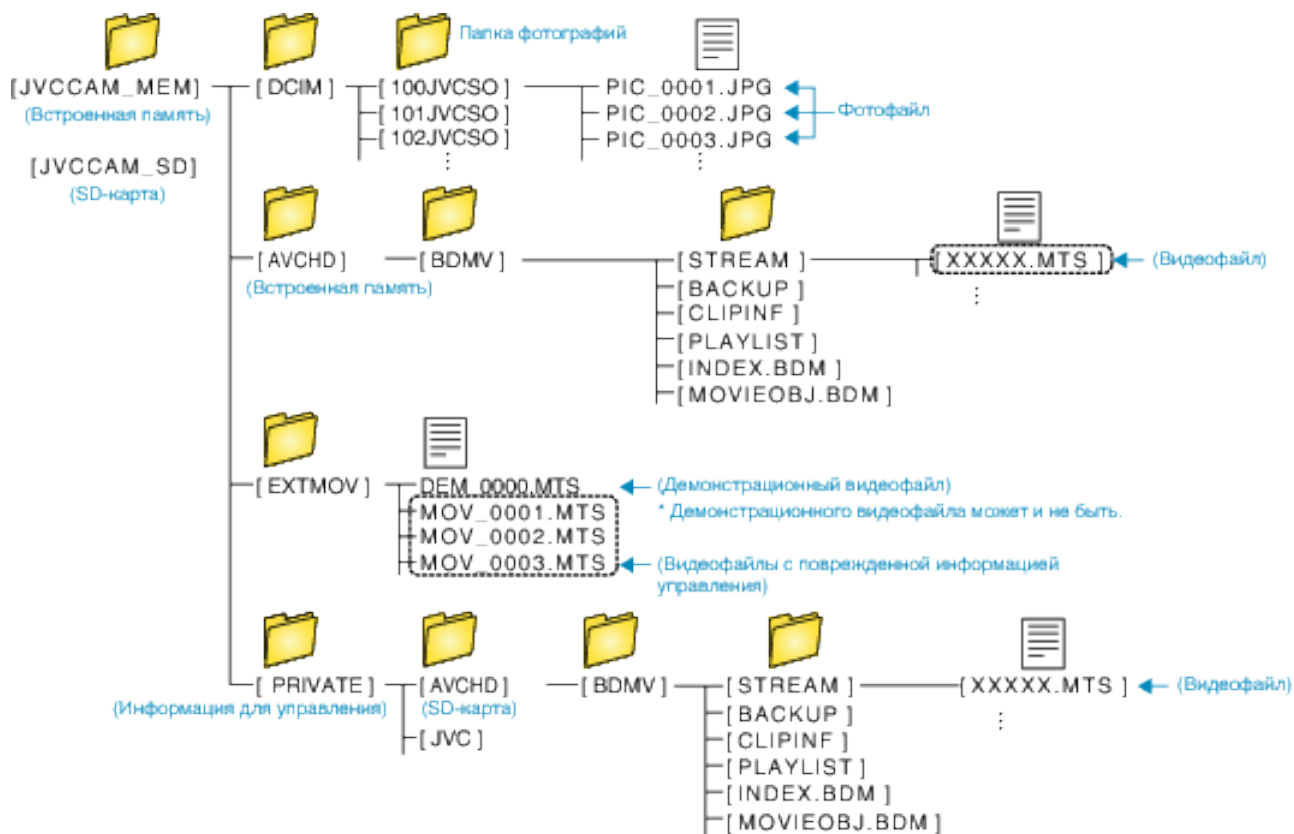 Папка фотографий
[JVCCAM_MEM] [DCIM] [100JVCSO] PIC_0001.JPG
(Встроенная память) [101JVCSO] PIC_0002.JPG Фотофайл
[102JVCSO] PIC_0003.JPG
[JVCCAM_SD]
(SD-карта)
[AVCHD] [BDMV] [STREAM] [XXXXX.MTS] (Видеофайл)
(Встроенная память)
[BACKUP]
[CLIPINF]
[PLAYLIST]
[INDEX.BDM]
[MOVIEOBJ.BDM]
[EXTMOV] DEM_0000.MTS (Демонстрационный видеофайл)
MOV_0001.MTS * Демонстрационного видеофайла может и не быть.
MOV_0002.MTS
MOV_0003.MTS (Видеофайлы с поврежденной информацией
управления)
[PRIVATE] [AVCHD] [BDMV] [STREAM] [XXXXX.MTS] (Видеофайл)
(Информация для управления) (SD-карта)
[BACKUP]
[JVC] [CLIPINF]
[PLAYLIST]
[INDEX.BDM]
[MOVIEOBJ.BDM]